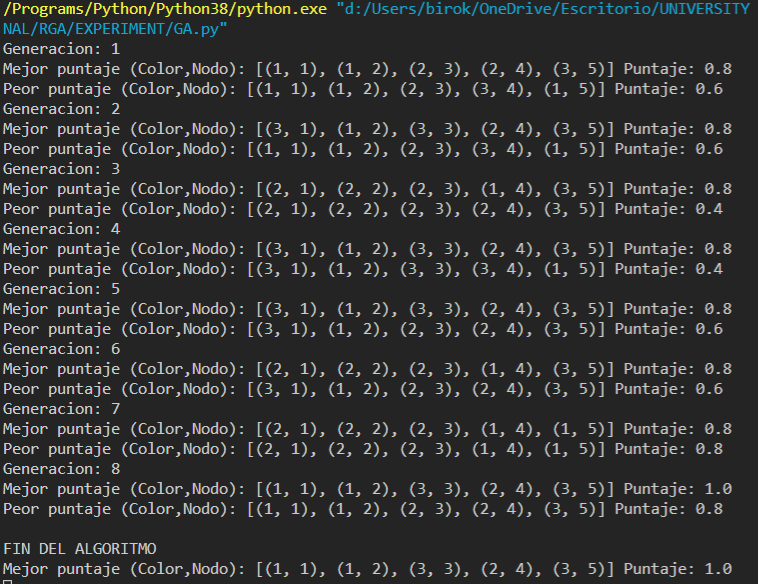 /Programs/Python/Python38/python.exe "d:/Users/birok/OneDrive/Escritorio/UNIVERSITY
NAL/RGA/EXPERIMENT/GA.py"
Generacion: 1
Mejor puntaje (Color,Nodo): [(1, 1), (1, 2), (2, 3), (2, 4), (3, 5)] Puntaje: 0.8
Peor puntaje (Color,Nodo): [(1, 1), (1, 2), (2, 3), (3, 4), (1, 5)] Puntaje: 0.6
Generacion: 2
Mejor puntaje (Color,Nodo): [(3, 1), (1, 2), (3, 3), (2, 4), (3, 5)] Puntaje: 0.8
Peor puntaje (Color,Nodo): [(1, 1), (1, 2), (2, 3), (3, 4), (1, 5)] Puntaje: 0.6
Generacion: 3
Mejor puntaje (Color,Nodo): [(2, 1), (2, 2), (2, 3), (1, 4), (3, 5)] Puntaje: 0.8
Peor puntaje (Color,Nodo): [(2, 1), (2, 2), (2, 3), (2, 4), (3, 5)] Puntaje: 0.4
Generacion: 4
Mejor puntaje (Color,Nodo): [(3, 1), (1, 2), (3, 3), (2, 4), (3, 5)] Puntaje: 0.8
Peor puntaje (Color,Nodo): [(3, 1), (1, 2), (3, 3), (3, 4), (1, 5)] Puntaje: 0.4
Generacion: 5
Mejor puntaje (Color,Nodo): [(3, 1), (1, 2), (3, 3), (2, 4), (3, 5)] Puntaje: 0.8
Peor puntaje (Color,Nodo): [(3, 1), (1, 2), (2, 3), (2, 4), (3, 5)] Puntaje: 0.6
Generacion: 6
Mejor puntaje (Color,Nodo): [(2, 1), (2, 2), (2, 3), (1, 4), (3, 5)] Puntaje: 0.8
Peor puntaje (Color,Nodo): [(3, 1), (1, 2), (2, 3), (2, 4), (3, 5)] Puntaje: 0.6
Generacion: 7
Mejor puntaje (Color,Nodo): [(2, 1), (2, 2), (2, 3), (1, 4), (1, 5)] Puntaje: 0.8
Peor puntaje (Color,Nodo): [(2, 1), (2, 2), (2, 3), (1, 4), (1, 5)] Puntaje: 0.8
Generacion: 8
Mejor puntaje (Color,Nodo): [(1, 1), (1, 2), (3, 3), (2, 4), (3, 5)] Puntaje: 1.0
Peor puntaje (Color,Nodo): [(1, 1), (1, 2), (2, 3), (2, 4), (3, 5)] Puntaje: 0.8
FIN DEL ALGORITMO
Mejor puntaje (Color,Nodo): [(1, 1), (1, 2), (3, 3), (2, 4), (3, 5)] Puntaje: 1.0